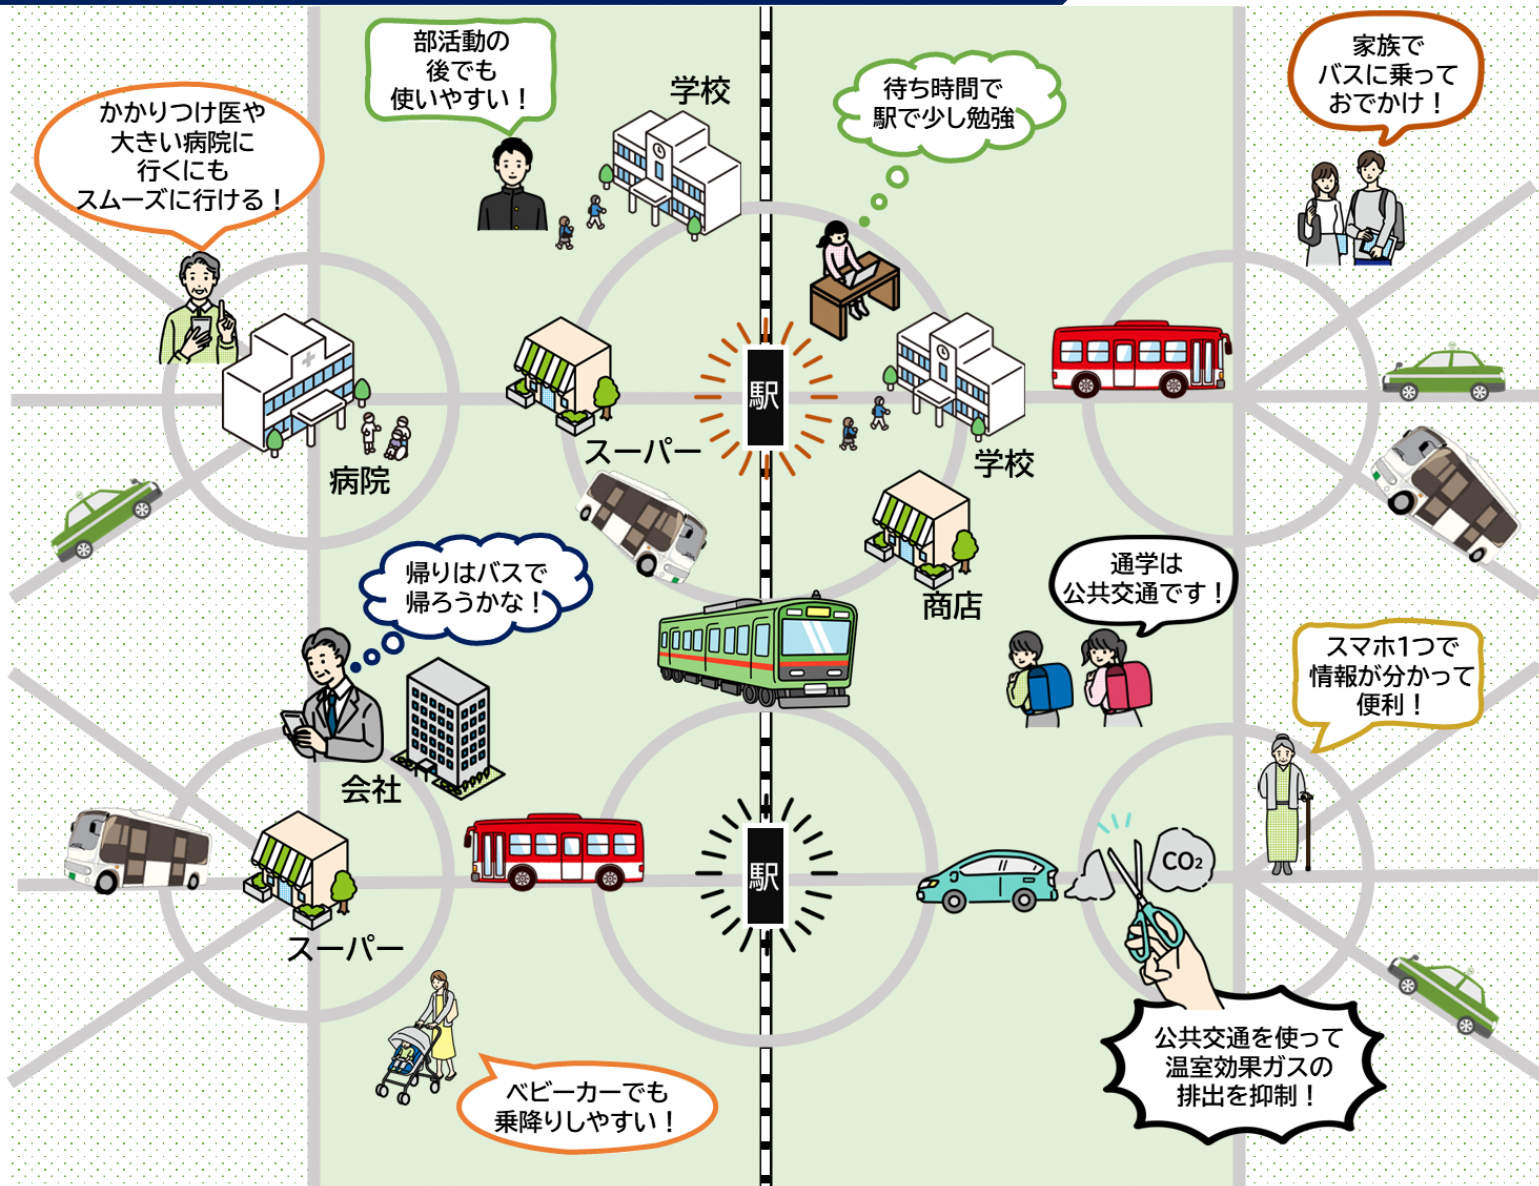 部活動の
後でも
使いやすい！
学校
待ち時間で
駅で少し勉強
家族で
バスに乗って
おでかけ！
かかりつけ医や
大きい病院に
行くにも
スムーズに行ける！
駅
スーパー
学校
病院
帰りはバスで
帰ろうかな！
商店
通学は
公共交通です！
スマホ1つで
情報が分かって
便利！
会社
駅
CO2
スーパー
公共交通を使って
温室効果ガスの
排出を抑制！
ベビーカーでも
乗降りしやすい！